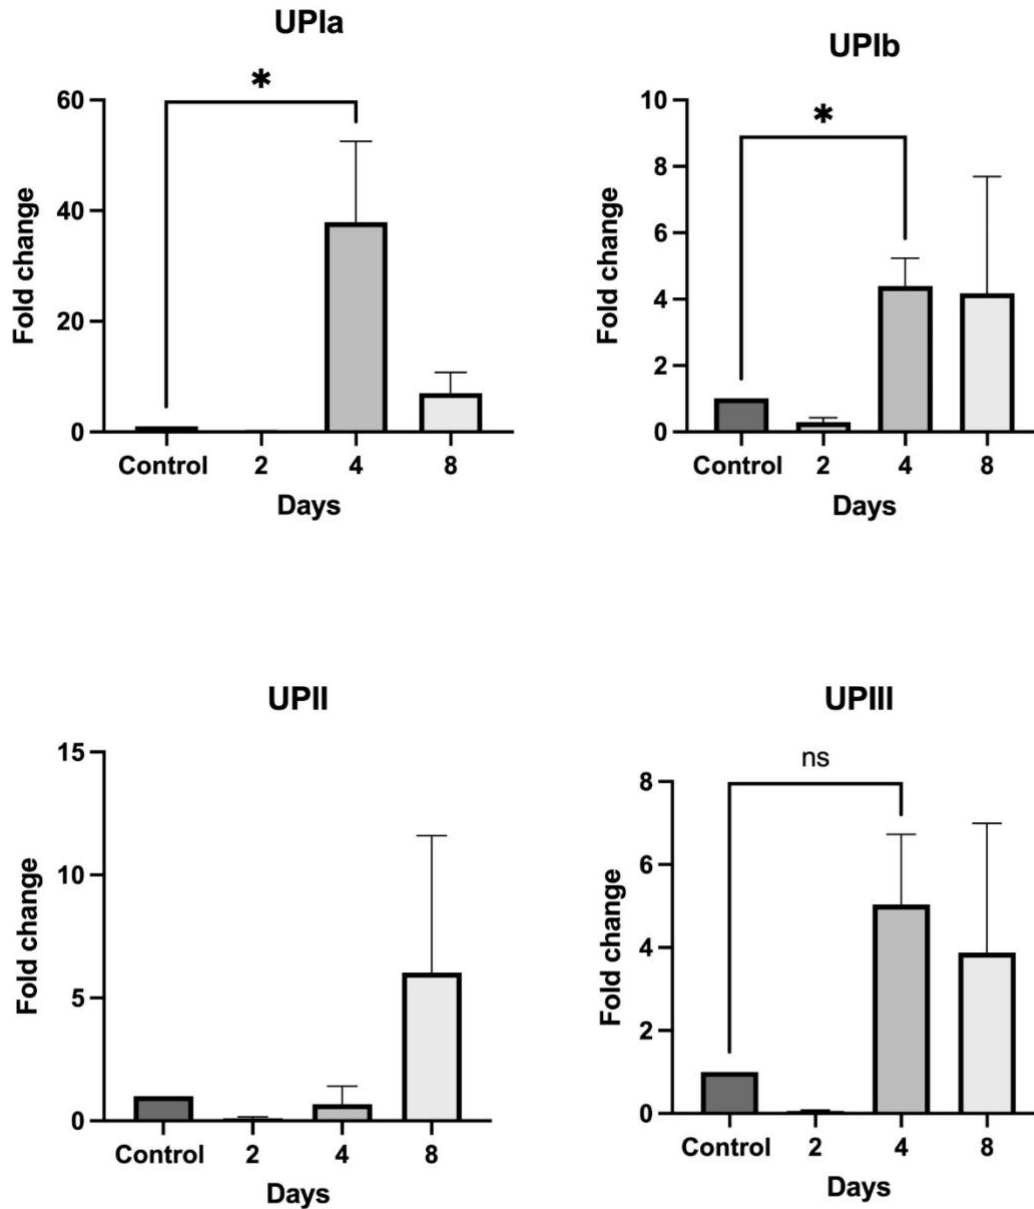 UPIa
*
60
40
20
0
Fold change
Control 2 4 8
Days
UPIb
*
10
8
6
4
2
0
Fold change
Control 2 4 8
Days
UPII
15
10
5
0
Fold change
Control 2 4 8
Days
UPIII
ns
8
6
4
2
0
Fold change
Control 2 4 8
Days